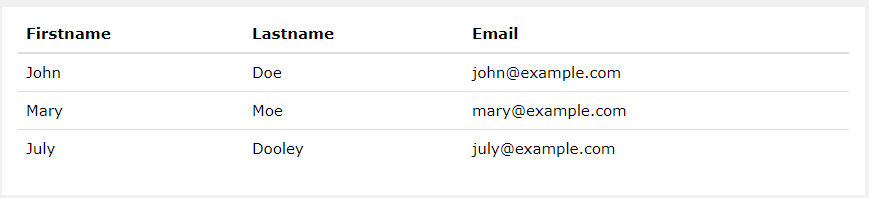 Firstname Lastname Email
John Doe john@example.com
Mary Moe mary@example.com
July Dooley july@example.com